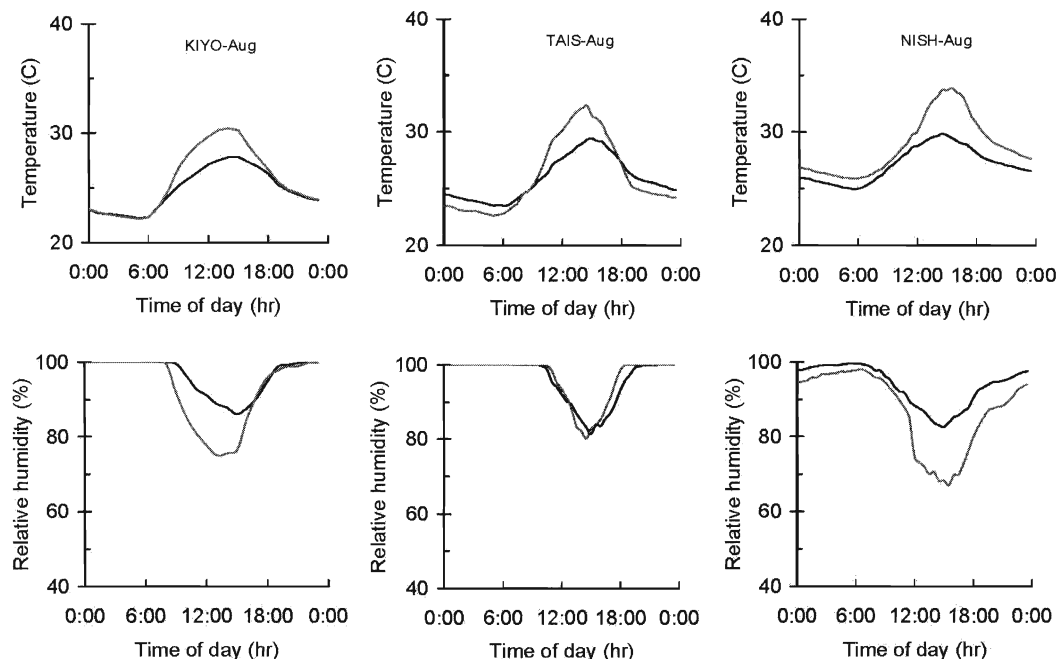 KIYO-Aug
Temperature (C)
40
30
20
0:00 6:00 12:00 18:00 0:00
Time of day (hr)
TAIS-Aug
Temperature (C)
40
30
20
0:00 6:00 12:00 18:00 0:00
Time of day (hr)
NISH-Aug
Temperature (C)
40
30
20
0:00 6:00 12:00 18:00 0:00
Time of day (hr)
Relative humidity (%)
100
80
60
40
0:00 6:00 12:00 18:00 0:00
Time of day (hr)
Relative humidity (%)
100
80
60
40
0:00 6:00 12:00 18:00 0:00
Time of day (hr)
Relative humidity (%)
100
80
60
40
0:00 6:00 12:00 18:00 0:00
Time of day (hr)